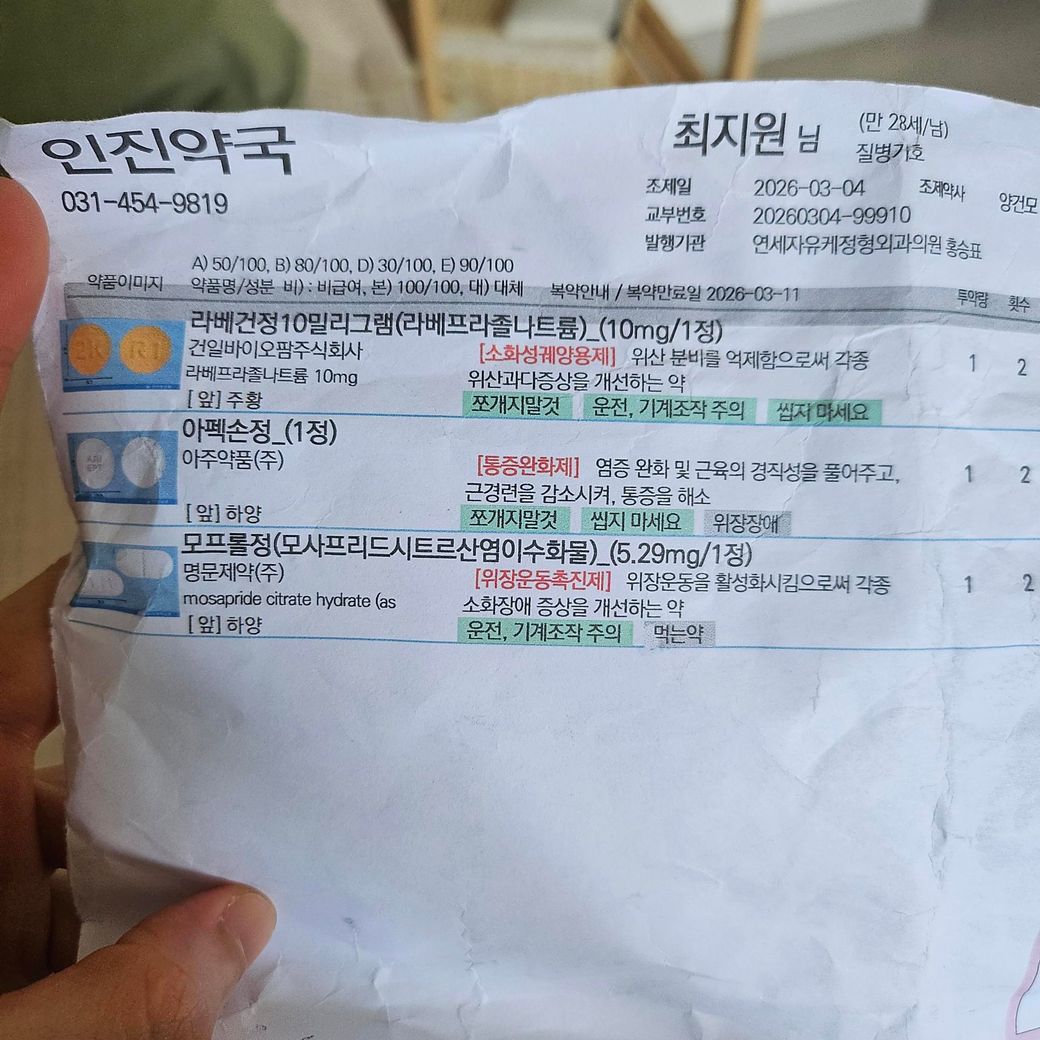 인진약국
031-454-9819
최지원 님 (만 28세/남)
질병기호
조제일 2026-03-04 조제약사 양건모
교부번호 20260304-99910
발행기관 연세자유케정형외과의원 홍승표
A) 50/100, B) 80/100, D) 30/100, E) 90/100
약품이미지 약품명/성분 비) : 비급여, 본) 100/100, 대) 대체 복약안내 / 복약만료일 2026-03-11 투약량 횟수
라베건정10밀리그램(라베프라졸나트륨)_(10mg/1정)
건일바이오팜주식회사 [소화성궤양용제] 위산 분비를 억제함으로써 각종 1 2
라베프라졸나트륨 10mg 위산과다증상을 개선하는 약
[앞] 주황 쪼개지말것 운전, 기계조작 주의 씹지 마세요
아펙손정_(1정)
아주약품(주) [통증완화제] 염증 완화 및 근육의 경직성을 풀어주고, 1 2
근경련을 감소시켜, 통증을 해소
[앞] 하양 쪼개지말것 씹지 마세요 위장장애
모프롤정(모사프리드시트르산염이수화물)_(5.29mg/1정)
명문제약(주) [위장운동촉진제] 위장운동을 활성화시킴으로써 각종 1 2
mosapride citrate hydrate (as 소화장애 증상을 개선하는 약
[앞] 하양 운전, 기계조작 주의 먹는약